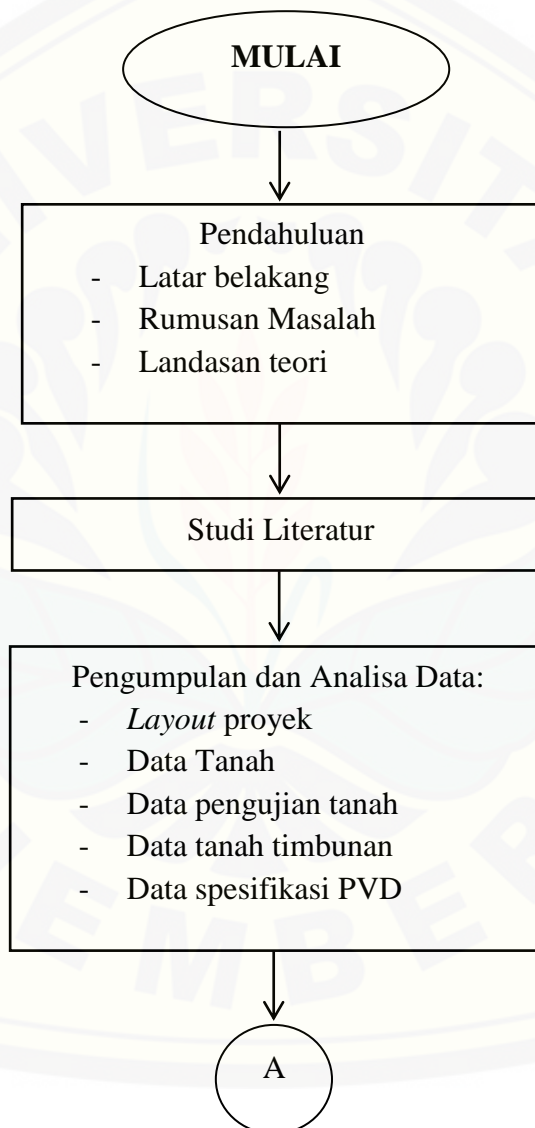 MULAI
Pendahuluan
- Latar belakang
- Rumusan Masalah
- Landasan teori
Studi Literatur
Pengumpulan dan Analisa Data:
- Layout proyek
- Data Tanah
- Data pengujian tanah
- Data tanah timbunan
- Data spesifikasi PVD
A